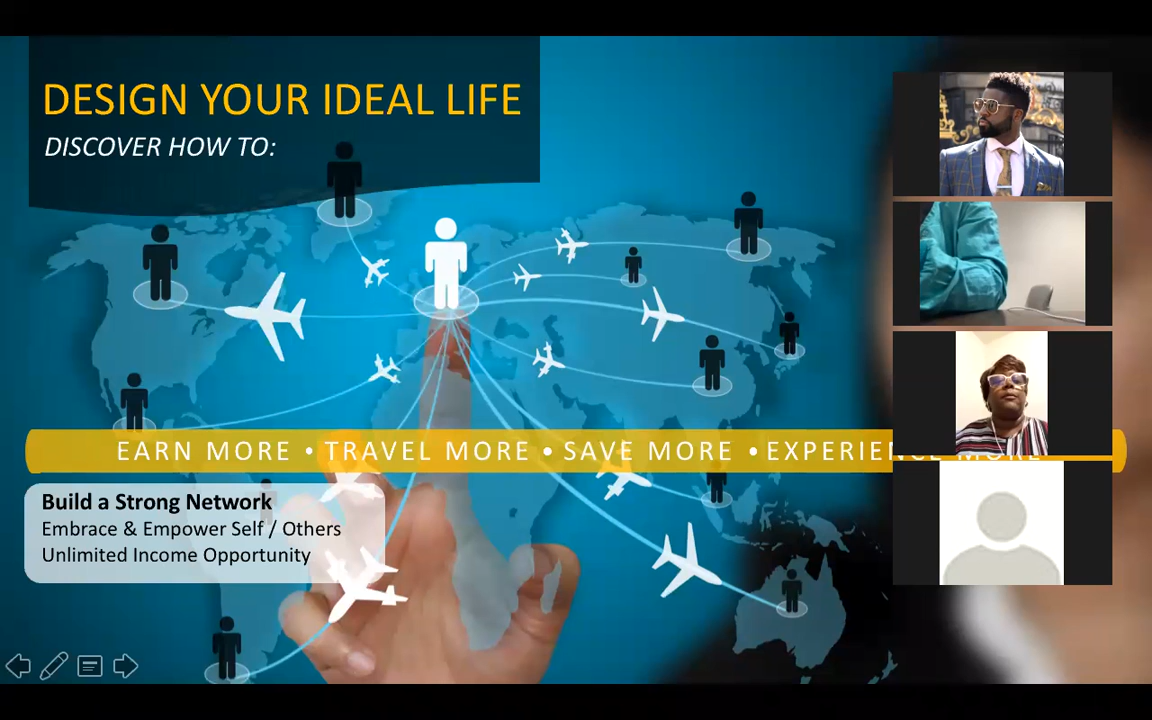 DESIGN YOUR IDEAL LIFE
DISCOVER HOW TO:
EARN MORE • TRAVEL MORE • SAVE MORE • EXPERIENCE MORE
Build a Strong Network
Embrace & Empower Self / Others
Unlimited Income Opportunity